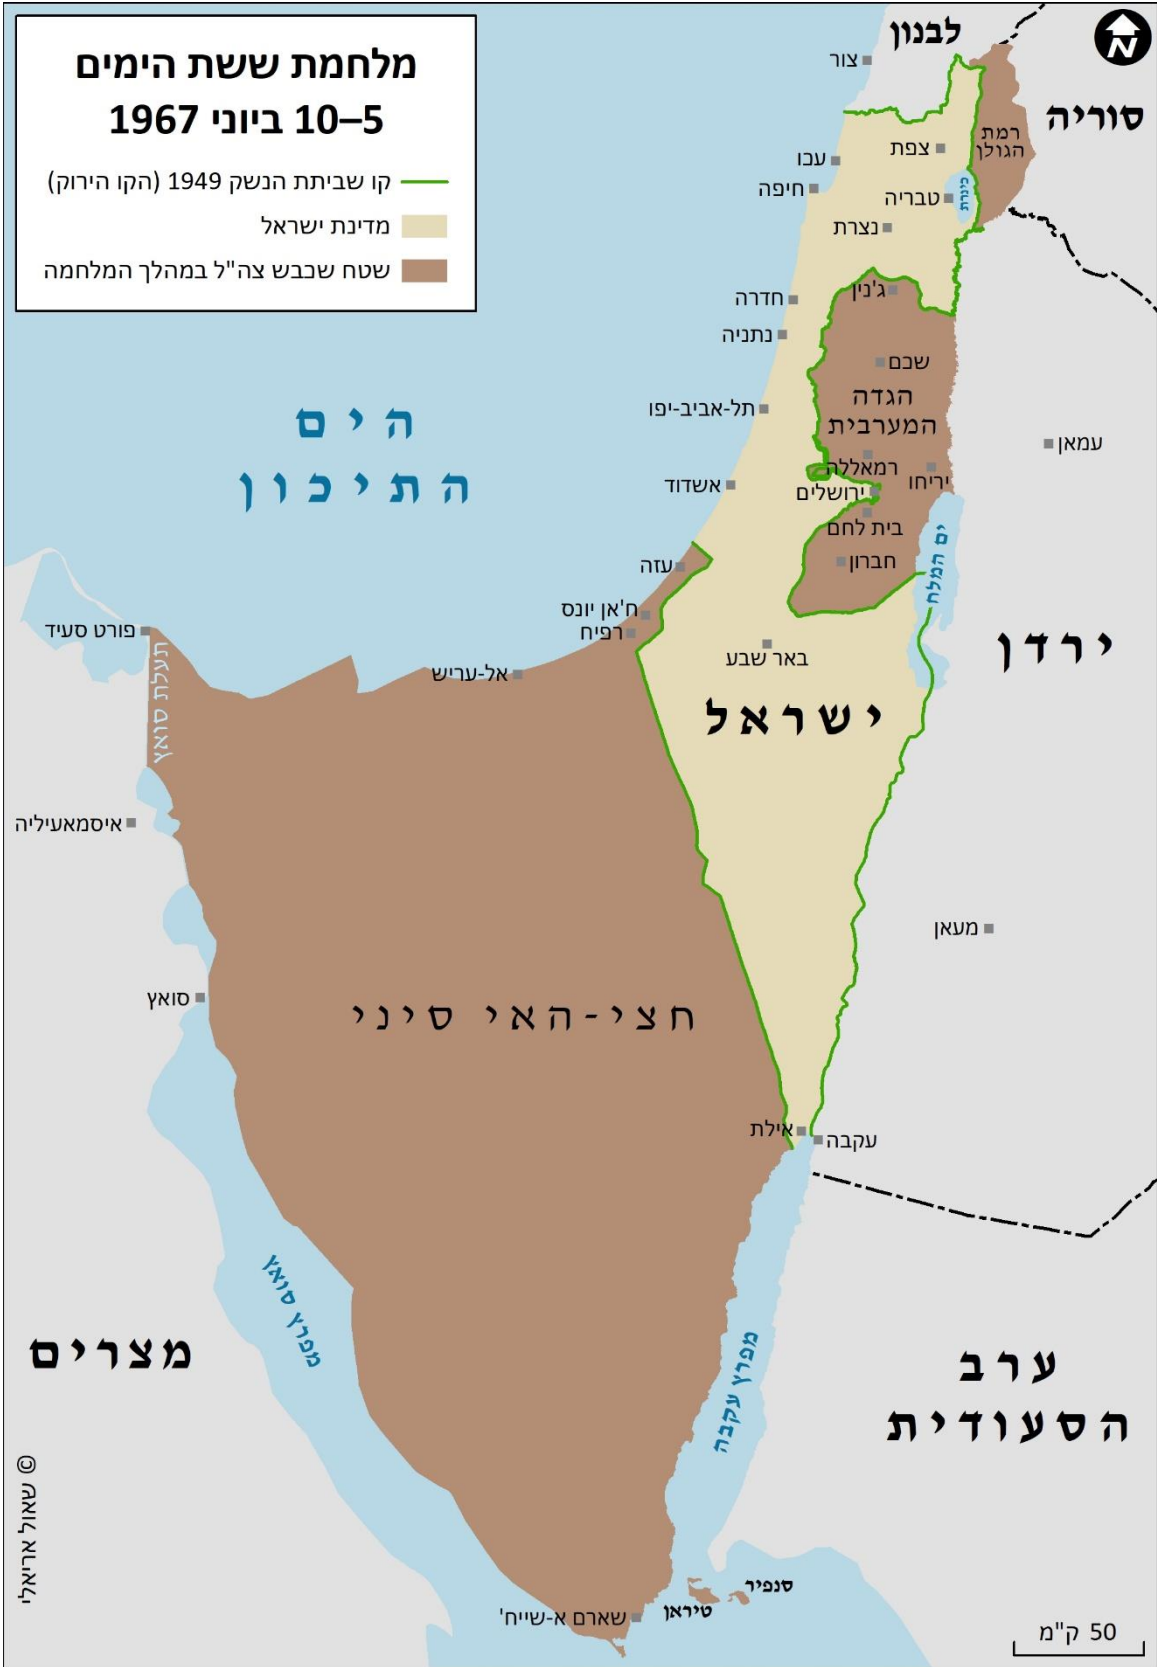 מלחמת ששת הימים
5–10 ביוני 1967
קו שביתת הנשק 1949 (הקו הירוק)
מדינת ישראל
שטח שכבש צה"ל במהלך המלחמה
N
לבנון
צור
סוריה
רמת
הגולן
צפת
עכו
חיפה
טבריה
כינרת
נצרת
ג'נין
חדרה
נתניה
שכם
הגדה
המערבית
תל-אביב-יפו
הים
התיכון
עמאן
רמאללה
יריחו
ירושלים
אשדוד
בית לחם
חברון
ים המלח
עזה
ח'אן יונס
רפיח
פורט סעיד
תעלת סואץ
אל-עריש
באר שבע
ירדן
ישראל
איסמאעיליה
מעאן
סואץ
חצי-האי סיני
אילת
עקבה
מפרץ סואץ
מצרים
מפרץ עקבה
ערב
הסעודית
© שאול אריאלי
סנפיר
טיראן
שארם א-שייח'
50 ק"מ